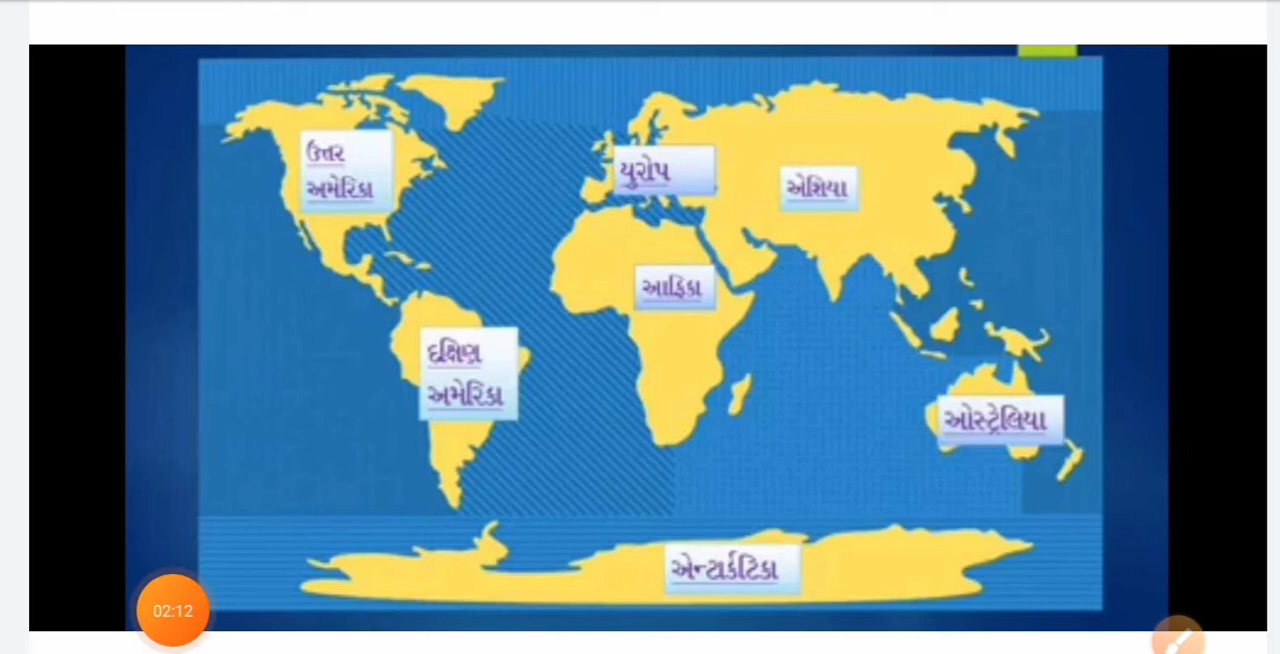 ઉત્તર
અમેરિકા
યુરોપ
એશિયા
આફ્રિકા
દક્ષિણ
અમેરિકા
ઓસ્ટ્રેલિયા
એન્ટાર્કટિકા
02:12